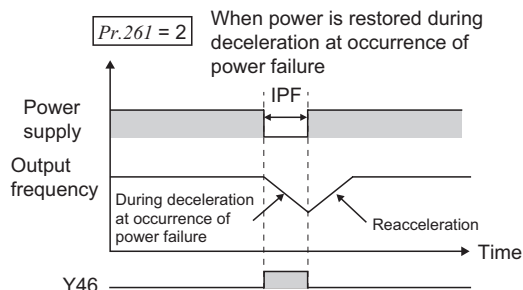 Pr.261 = 2
When power is restored during
deceleration at occurrence of
power failure
IPF
Power
supply
Output
frequency
During deceleration
at occurrence of
power failure
Reacceleration
Time
Y46